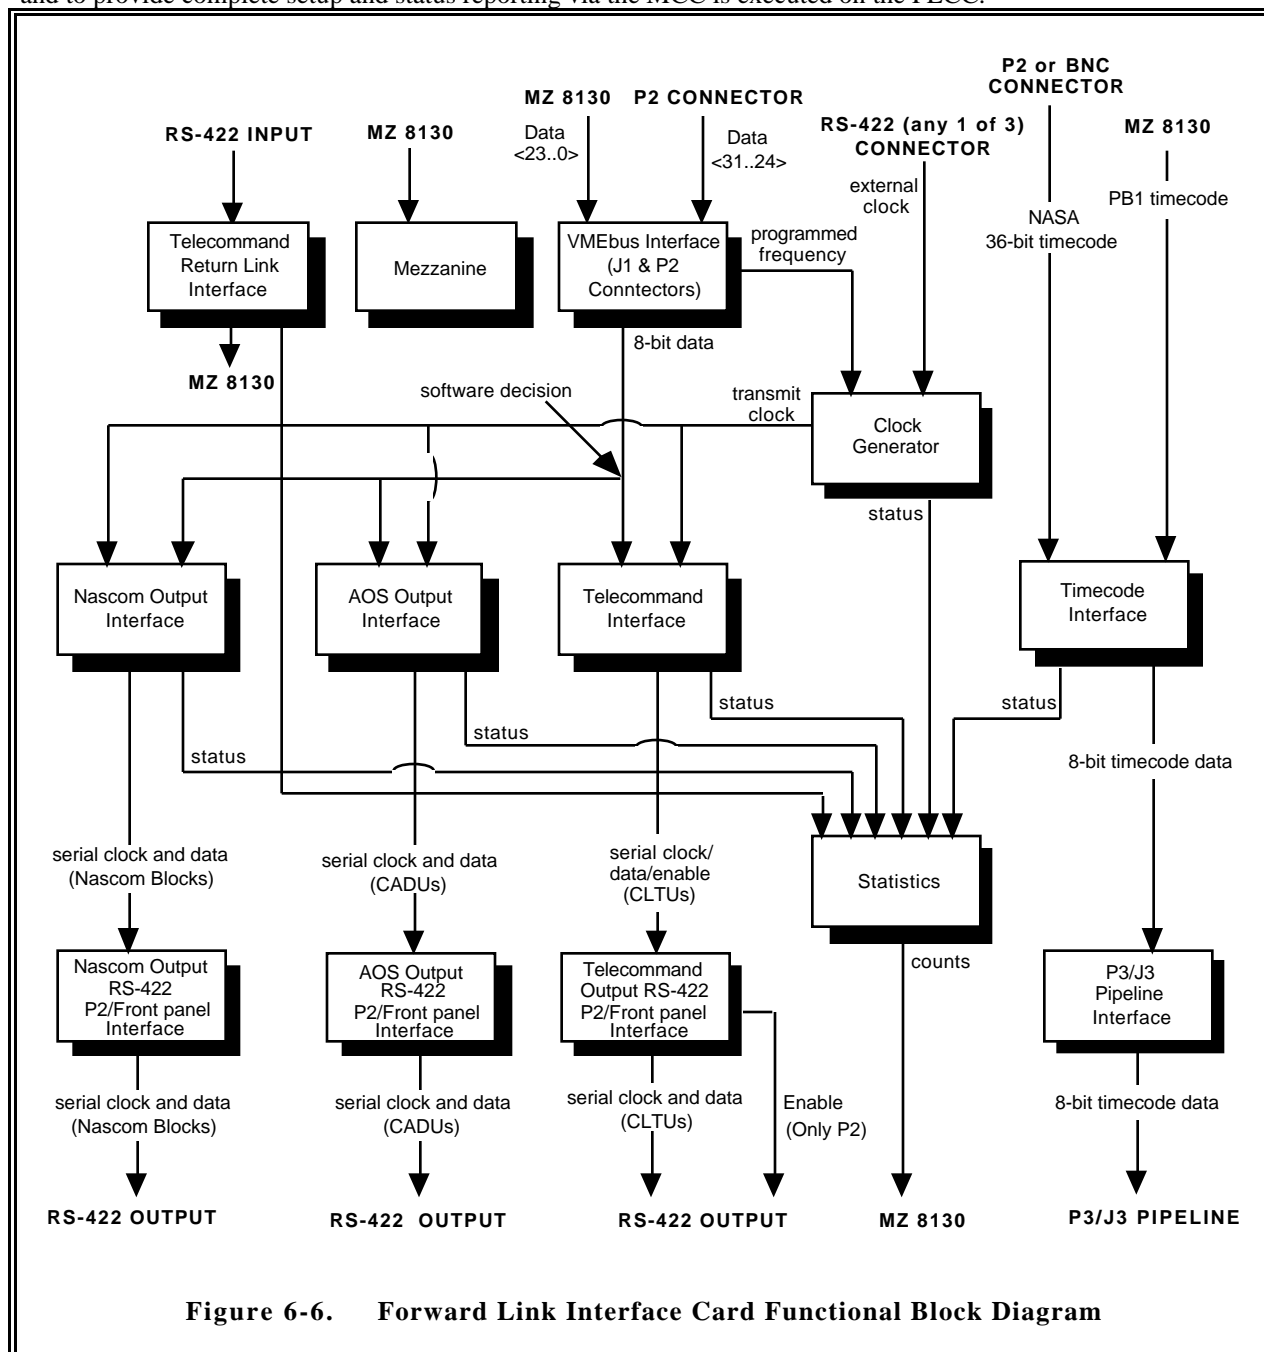 and to provide complete setup and status reporting via the MCC is executed on the FECC.
P2 or BNC
CONNECTOR
MZ 8130
P2 CONNECTOR
RS-422 INPUT
MZ 8130
RS-422 (any 1 of 3)
CONNECTOR
MZ 8130
Data
<23..0>
Data
<31..24>
external
clock
PB1 timecode
NASA
36-bit timecode
Telecommand
Return Link
Interface
Mezzanine
VMEbus Interface
(J1 & P2
Conntectors)
programmed
frequency
8-bit data
MZ 8130
software decision
transmit
clock
Clock
Generator
status
Nascom Output
Interface
AOS Output
Interface
Telecommand
Interface
Timecode
Interface
status
status
status
status
8-bit timecode data
serial clock and data
(Nascom Blocks)
serial clock and data
(CADUs)
serial clock/
data/enable
(CLTUs)
Statistics
counts
Nascom Output
RS-422
P2/Front panel
Interface
AOS Output
RS-422
P2/Front panel
Interface
Telecommand
Output RS-422
P2/Front panel
Interface
P3/J3
Pipeline
Interface
serial clock and data
(Nascom Blocks)
serial clock and data
(CADUs)
serial clock and data
(CLTUs)
Enable
(Only P2)
8-bit timecode data
RS-422 OUTPUT
RS-422 OUTPUT
RS-422 OUTPUT
MZ 8130
P3/J3 PIPELINE
Figure 6-6. Forward Link Interface Card Functional Block Diagram